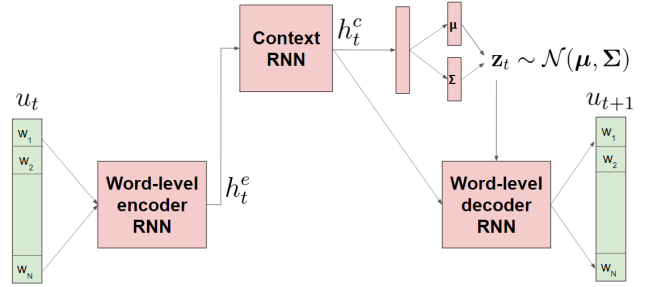 u_t
w_1
w_2
w_N
Word-level
encoder
RNN
h_t^e
Context
RNN
h_t^c
μ
Σ
z_t ∼ N(μ, Σ)
Word-level
decoder
RNN
u_{t+1}
w_1
w_2
w_N